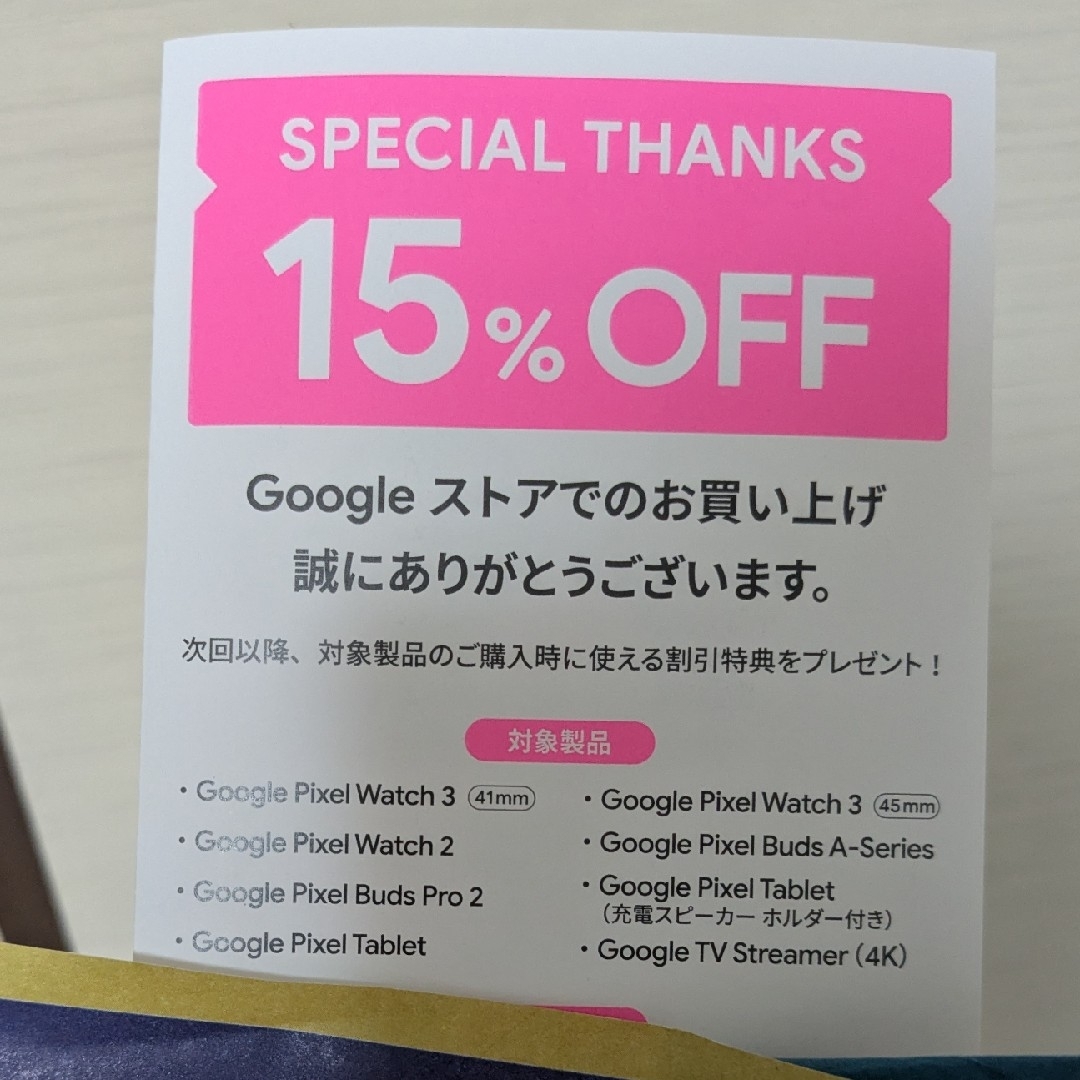 SPECIAL THANKS
15% OFF
Google ストアでのお買い上げ
誠にありがとうございます。
次回以降、対象製品のご購入時に使える割引特典をプレゼント！
対象製品
・Google Pixel Watch 3 41mm
・Google Pixel Watch 2
・Google Pixel Buds Pro 2
・Google Pixel Tablet
・Google Pixel Watch 3 45mm
・Google Pixel Buds A-Series
・Google Pixel Tablet
（充電スピーカー ホルダー付き）
・Google TV Streamer（4K）